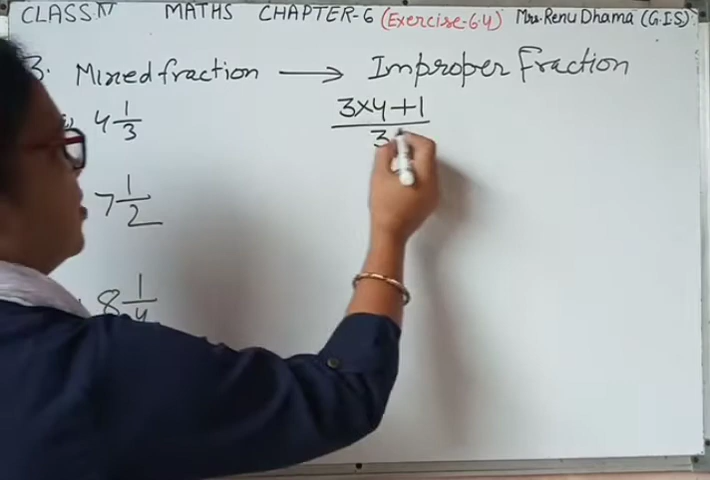 CLASS IV MATHS CHAPTER-6 (Exercise-6.4) Mrs. Renu Dhama (G.I.S)
3. Mixed fraction → Improper Fraction
4 1/3 3x4+1/3
7 1/2
8 1/4